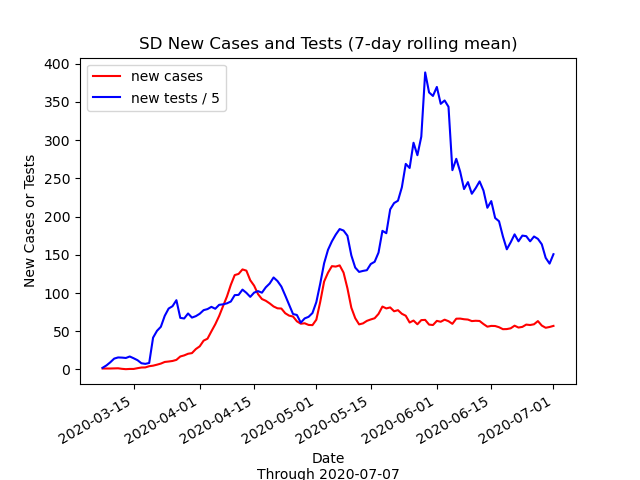 SD New Cases and Tests (7-day rolling mean)
new cases
new tests / 5
New Cases or Tests
400
350
300
250
200
150
100
50
0
2020-03-15
2020-04-01
2020-04-15
2020-05-01
2020-05-15
2020-06-01
2020-06-15
2020-07-01
Date
Through 2020-07-07